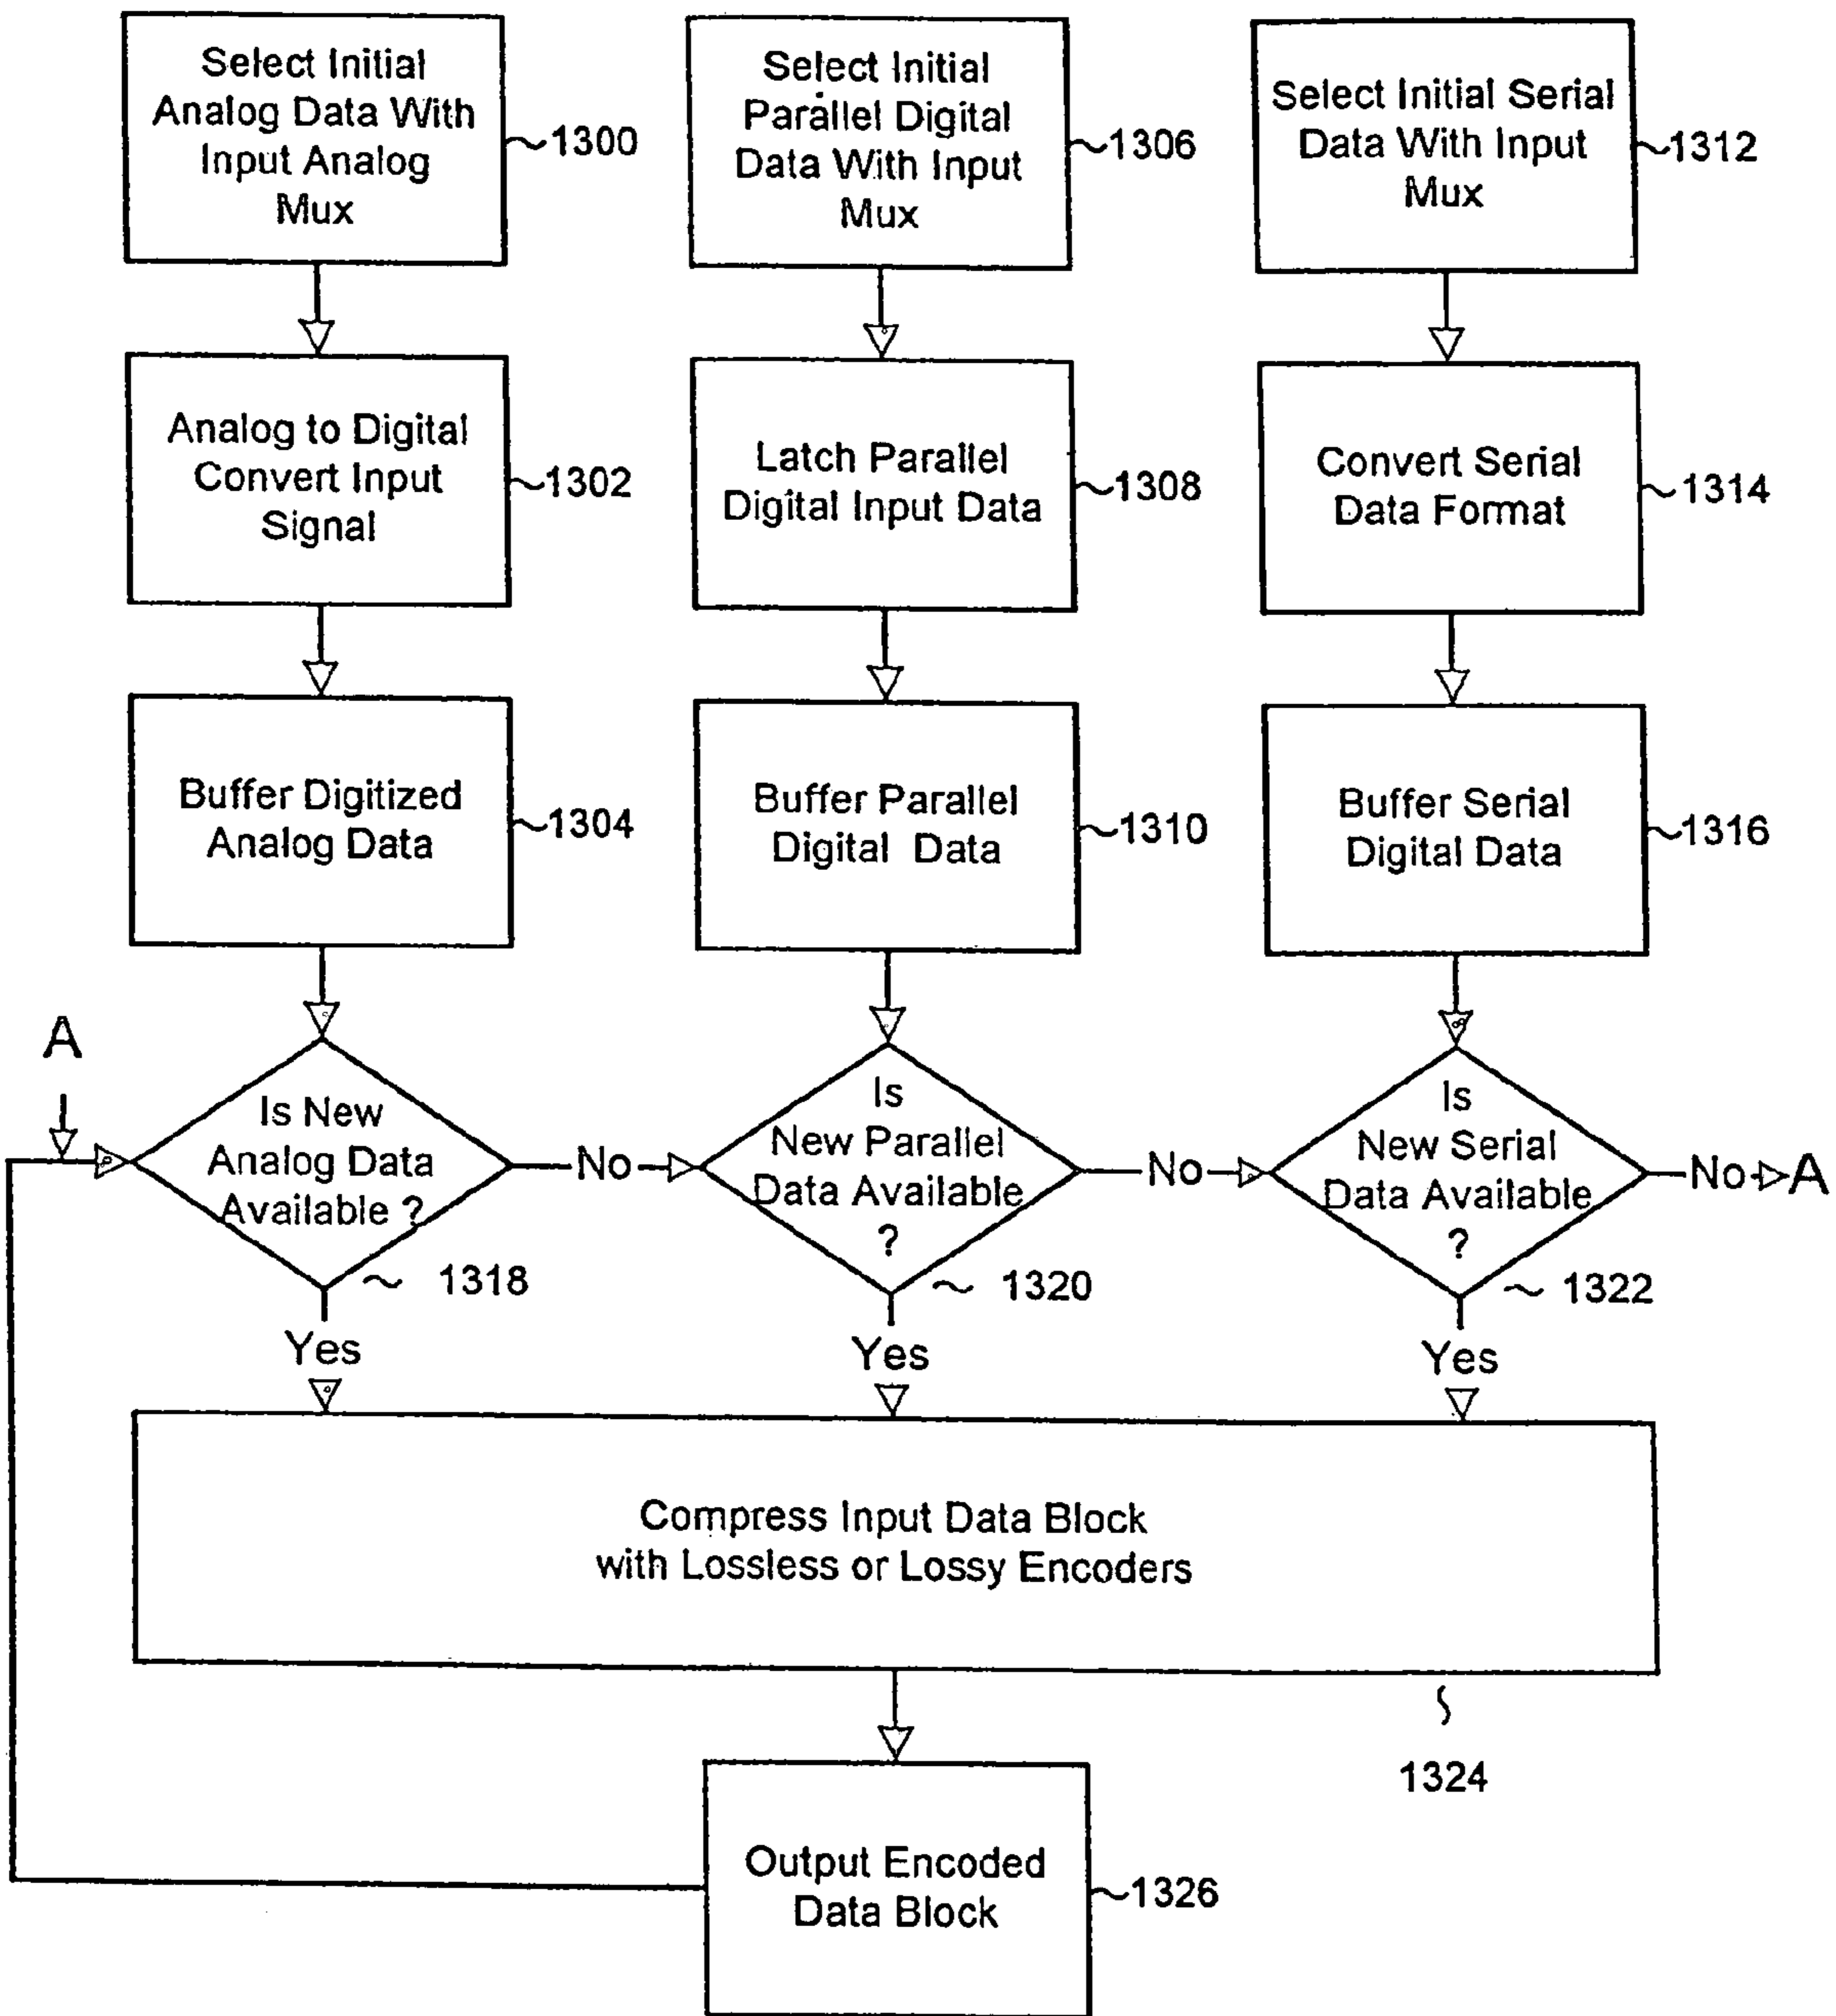 Select Initial
Analog Data With
Input Analog
Mux
1300
Select Initial
Parallel Digital
Data With Input
Mux
1306
Select Initial Serial
Data With Input
Mux
1312
Analog to Digital
Convert Input
Signal
1302
Latch Parallel
Digital Input Data
1308
Convert Serial
Data Format
1314
Buffer Digitized
Analog Data
1304
Buffer Parallel
Digital Data
1310
Buffer Serial
Digital Data
1316
A
Is New
Analog Data
Available ?
1318
No
Is
New Parallel
Data Available
?
1320
No
Is
New Serial
Data Available
?
1322
No
A
Yes
Yes
Yes
Compress Input Data Block
with Lossless or Lossy Encoders
1324
Output Encoded
Data Block
1326